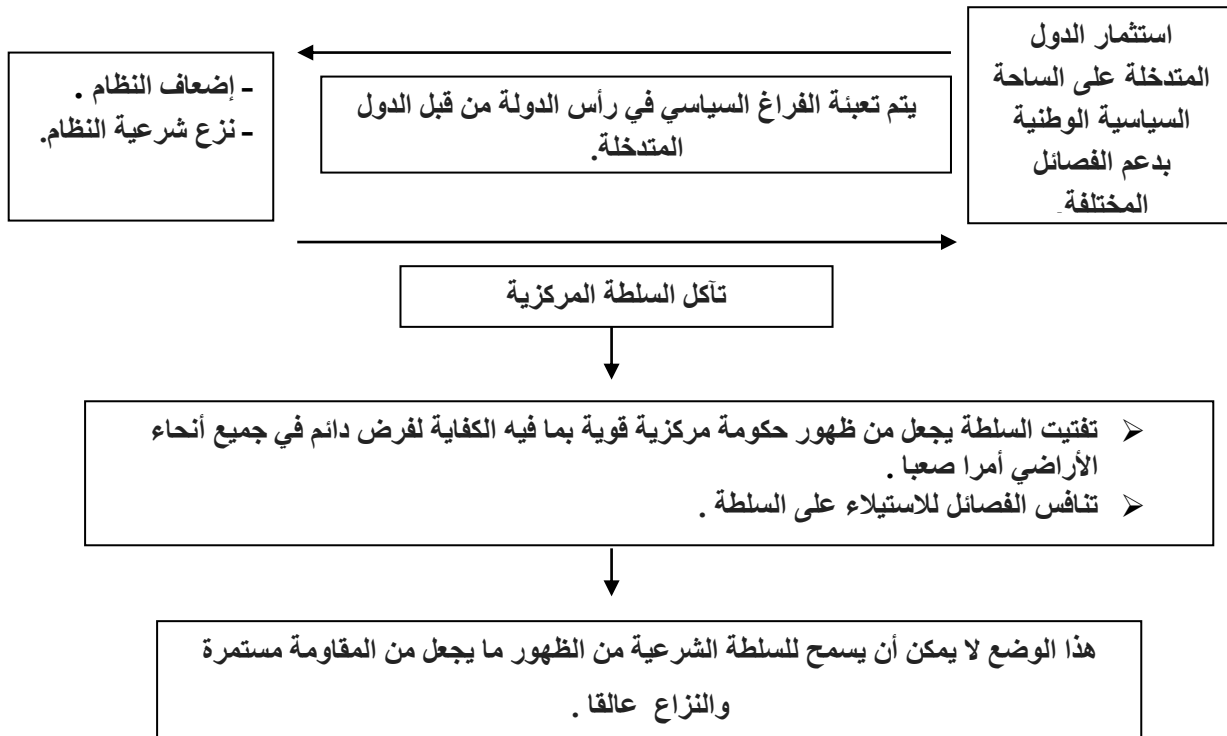 استثمار الدول
المتدخلة على الساحة
السياسية الوطنية
بدعم الفصائل
المختلفة.
يتم تعبئة الفراغ السياسي في رأس الدولة من قبل الدول
المتدخلة.
- إضعاف النظام .
- نزع شرعية النظام.
تآكل السلطة المركزية
⮚ تفتيت السلطة يجعل من ظهور حكومة مركزية قوية بما فيه الكفاية لفرض دائم في جميع أنحاء
الأراضي أمرا صعبا .
⮚ تنافس الفصائل للاستيلاء على السلطة .
هذا الوضع لا يمكن أن يسمح للسلطة الشرعية من الظهور ما يجعل من المقاومة مستمرة
والنزاع عالقا .